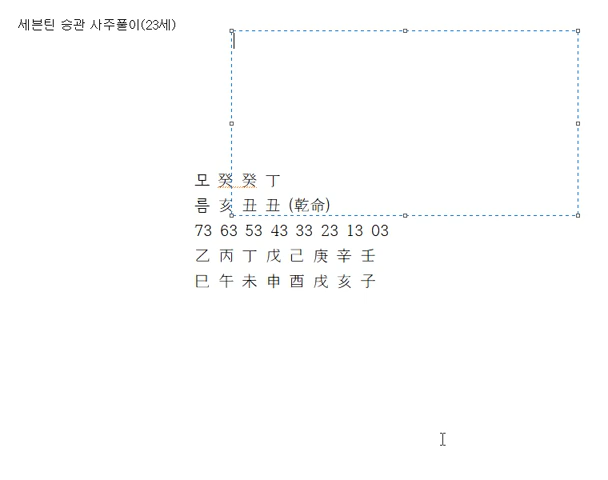 세븐틴 승관 사주풀이(23세)
모 癸 癸 丁
름 亥 丑 丑 (乾命)
73 63 53 43 33 23 13 03
乙 丙 丁 戊 己 庚 辛 壬
巳 午 未 申 酉 戌 亥 子